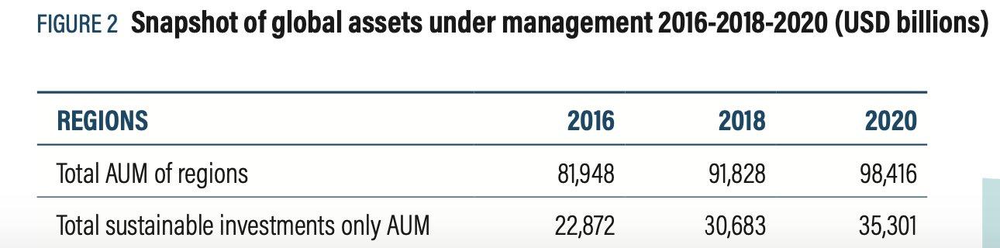 FIGURE 2 Snapshot of global assets under management 2016-2018-2020 (USD billions)
REGIONS 2016 2018 2020
Total AUM of regions 81,948 91,828 98,416
Total sustainable investments only AUM 22,872 30,683 35,301